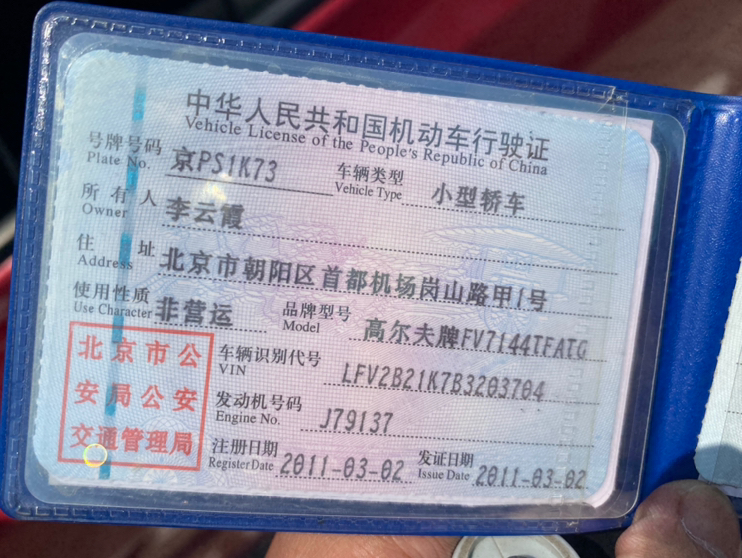 中华人民共和国机动车行驶证
Vehicle License of the People's Republic of China
号牌号码 京PS1K73 车辆类型 小型轿车
Plate No. Vehicle Type
所有人 李云霞
Owner
住址 北京市朝阳区首都机场岗山路甲1号
Address
使用性质 非营运 品牌型号 高尔夫牌FV7144TFATG
Use Character Model
北京市公
安局公安
交通管理局
车辆识别代号 LFV2B21K7B3203704
VIN
发动机号码 J79137
Engine No.
注册日期 2011-03-02 发证日期 2011-03-02
Register Date Issue Date